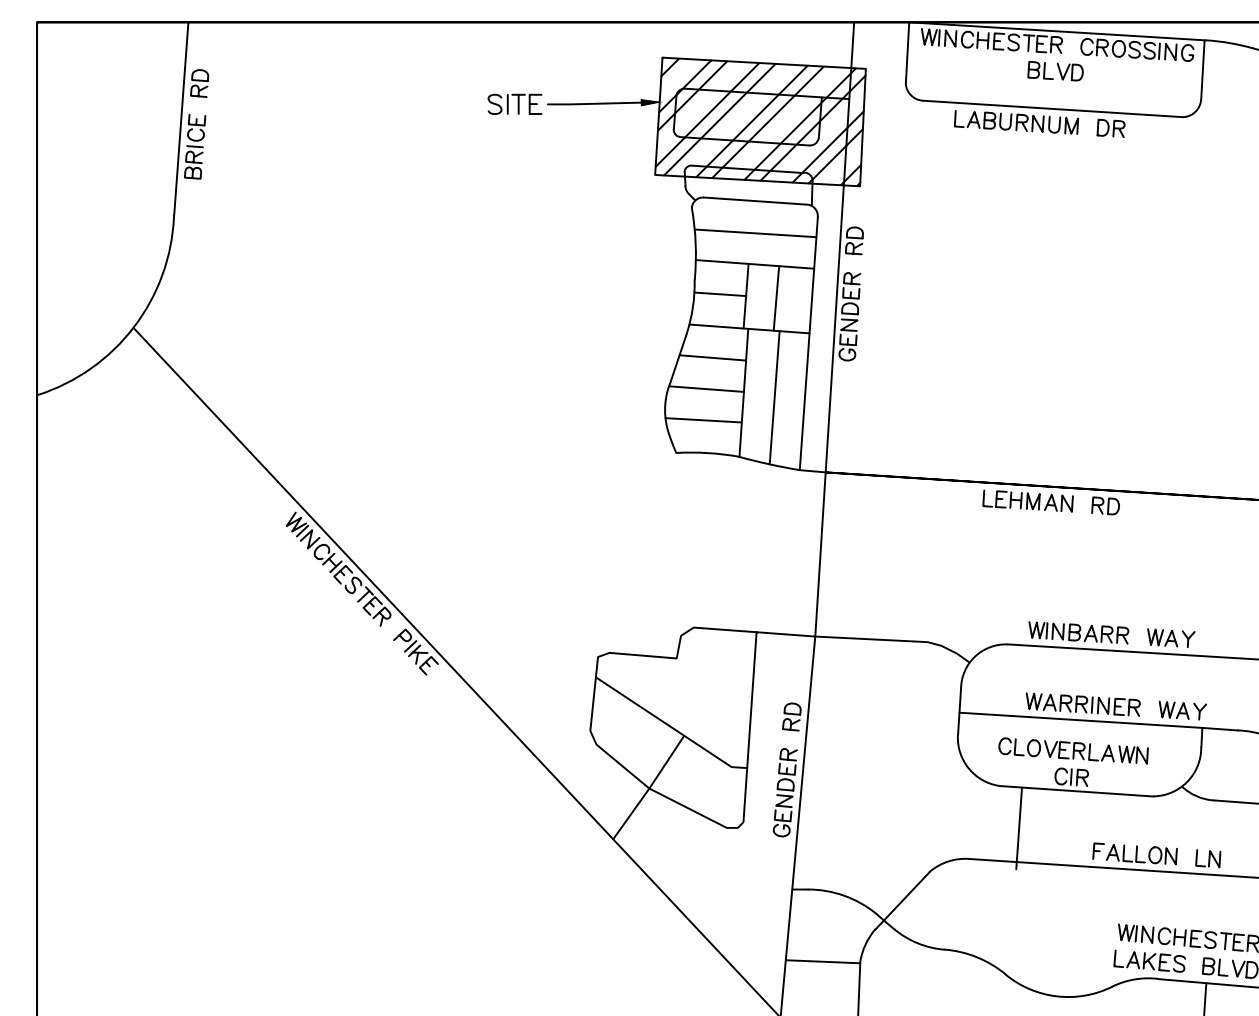 WINCHESTER CROSSING
BLVD
BRICE RD
SITE
LABURNUM DR
GENDER RD
LEHMAN RD
WINCHESTER PIKE
WINBARR WAY
WARRINER WAY
GENDER RD
CLOVERLAWN
CIR
FALLON LN
WINCHESTER
LAKES BLVD